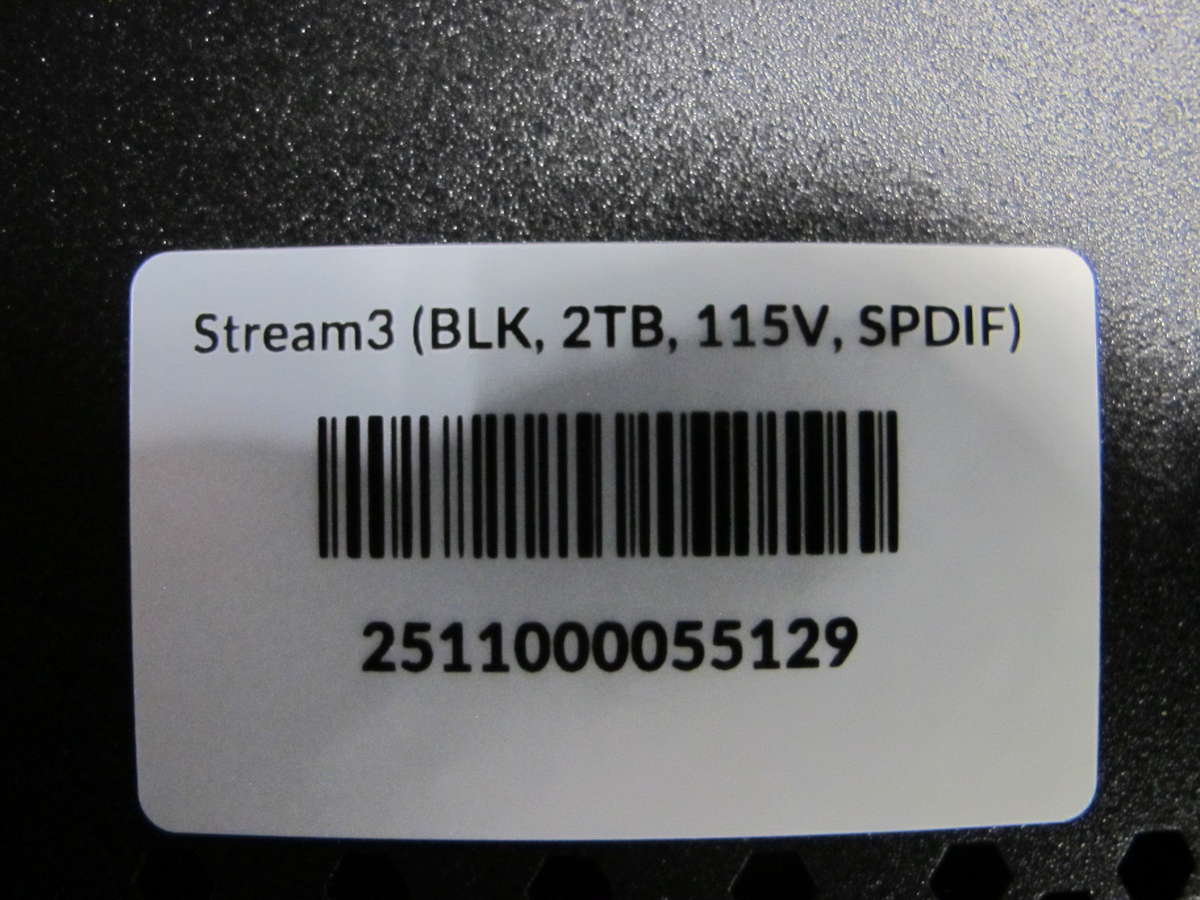 Stream3 (BLK, 2TB, 115V, SPDIF)
2511000055129